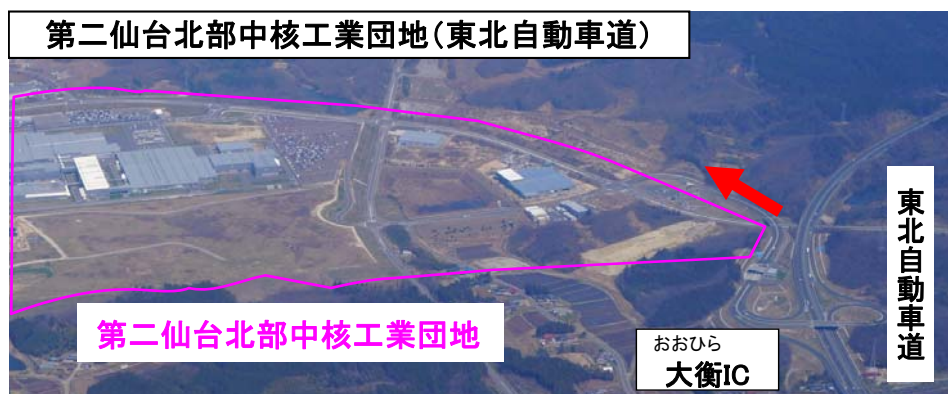 第二仙台北部中核工業団地(東北自動車道)
東北自動車道
第二仙台北部中核工業団地
おおひら
大衡IC